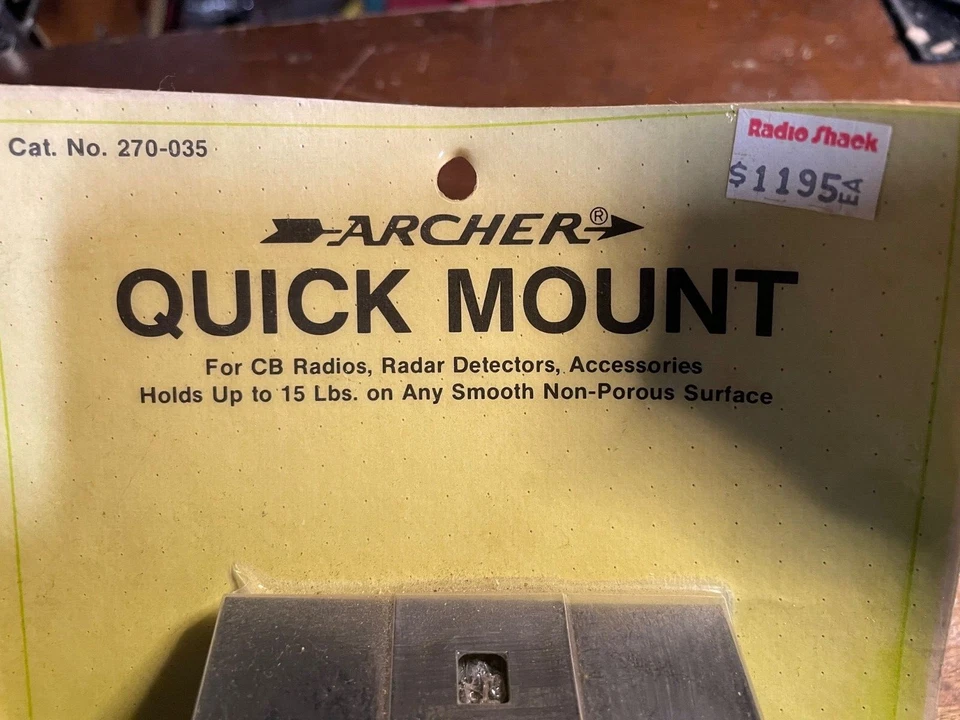 Cat. No. 270-035
Radio Shack
$1195 EA
ARCHER®
QUICK MOUNT
For CB Radios, Radar Detectors, Accessories
Holds Up to 15 Lbs. on Any Smooth Non-Porous Surface